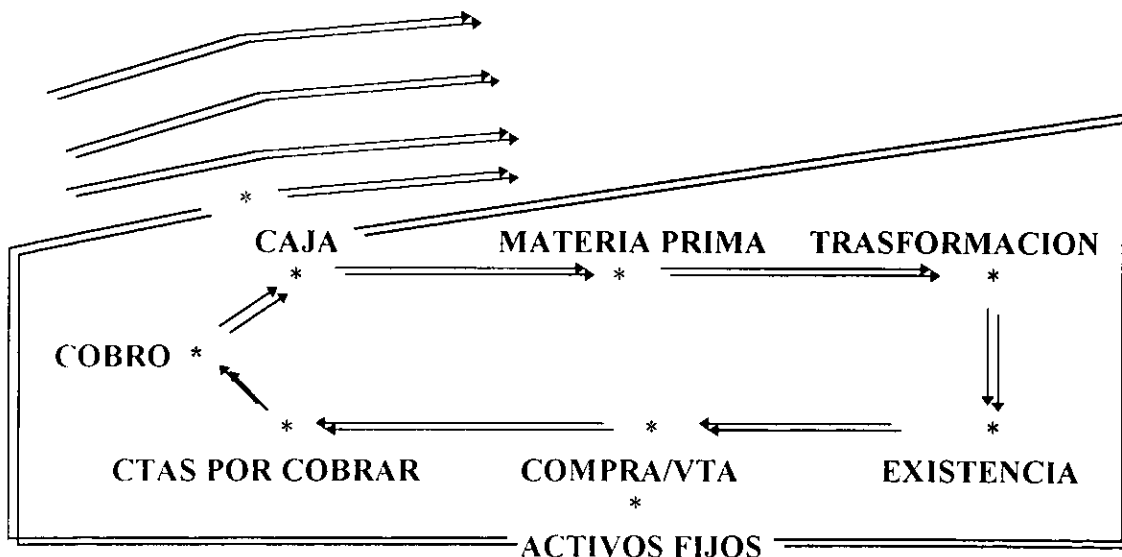 *
CAJA MATERIA PRIMA TRASFORMACION
* * *
COBRO *
* * *
CTAS POR COBRAR COMPRA/VTA EXISTENCIA
*
ACTIVOS FIJOS